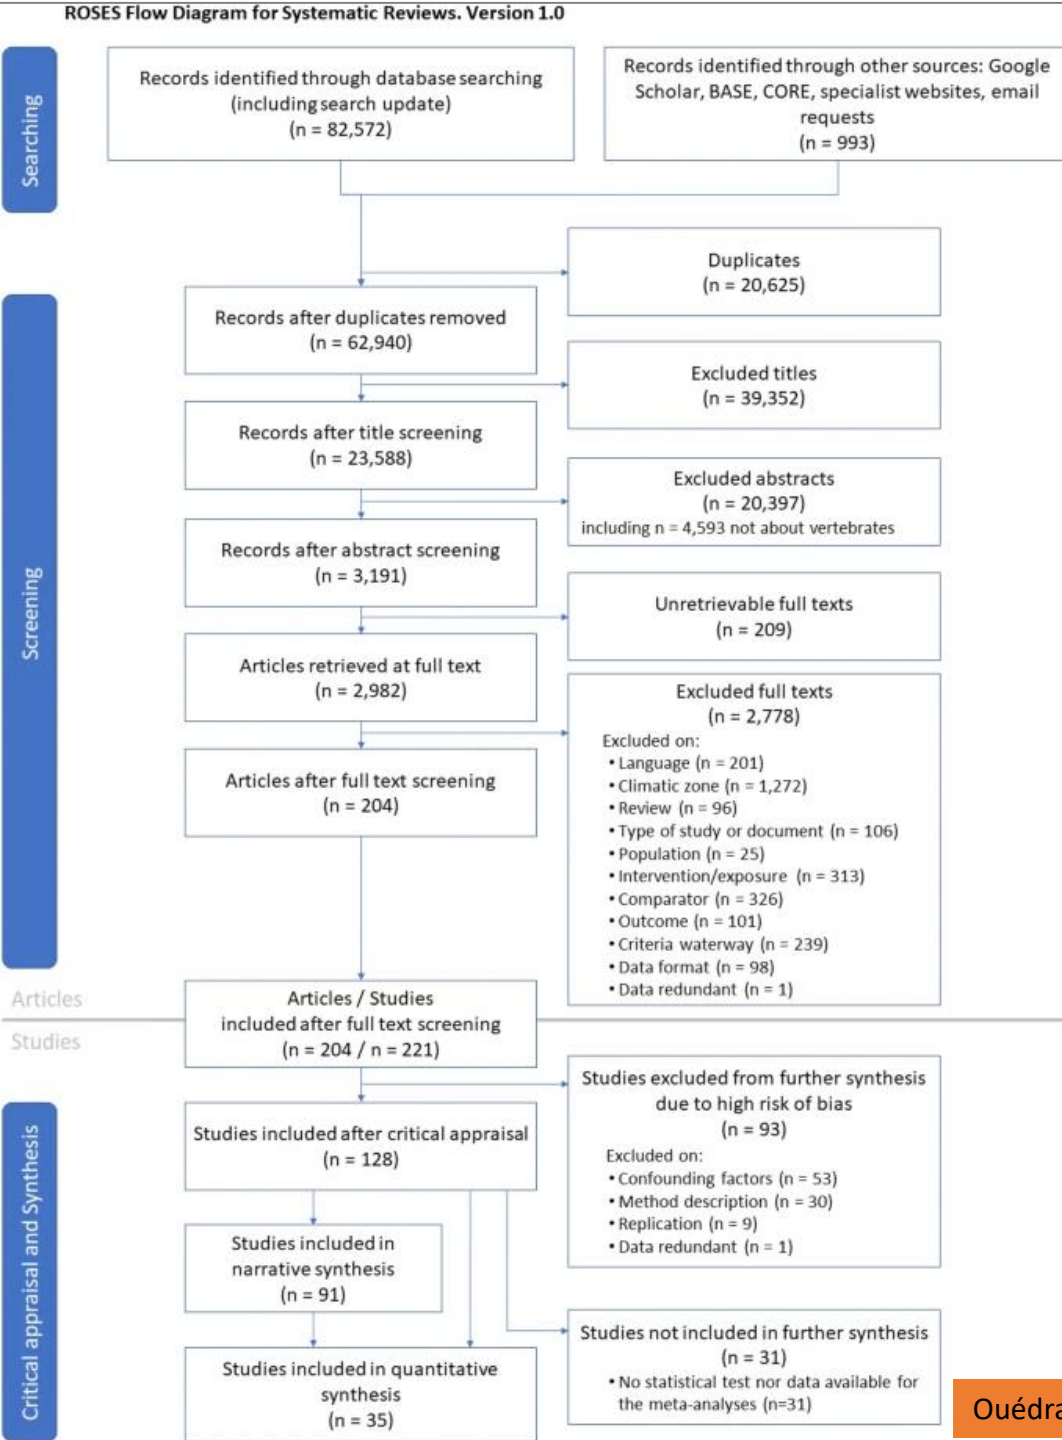 ROSES Flow Diagram for Systematic Reviews. Version 1.0
Searching
Records identified through database searching
(including search update)
(n = 82,572)
Records identified through other sources: Google
Scholar, BASE, CORE, specialist websites, email
requests
(n = 993)
Duplicates
(n = 20,625)
Screening
Records after duplicates removed
(n = 62,940)
Excluded titles
(n = 39,352)
Records after title screening
(n = 23,588)
Excluded abstracts
(n = 20,397)
including n = 4,593 not about vertebrates
Records after abstract screening
(n = 3,191)
Unretrievable full texts
(n = 209)
Articles retrieved at full text
(n = 2,982)
Excluded full texts
(n = 2,778)
Excluded on:
• Language (n = 201)
• Climatic zone (n = 1,272)
• Review (n = 96)
• Type of study or document (n = 106)
• Population (n = 25)
• Intervention/exposure (n = 313)
• Comparator (n = 326)
• Outcome (n = 101)
• Criteria waterway (n = 239)
• Data format (n = 98)
• Data redundant (n = 1)
Articles after full text screening
(n = 204)
Articles
Studies
Articles / Studies
included after full text screening
(n = 204 / n = 221)
Critical appraisal and Synthesis
Studies excluded from further synthesis
due to high risk of bias
(n = 93)
Excluded on:
• Confounding factors (n = 53)
• Method description (n = 30)
• Replication (n = 9)
• Data redundant (n = 1)
Studies included after critical appraisal
(n = 128)
Studies included in
narrative synthesis
(n = 91)
Studies not included in further synthesis
(n = 31)
• No statistical test nor data available for
the meta-analyses (n=31)
Studies included in quantitative
synthesis
(n = 35)